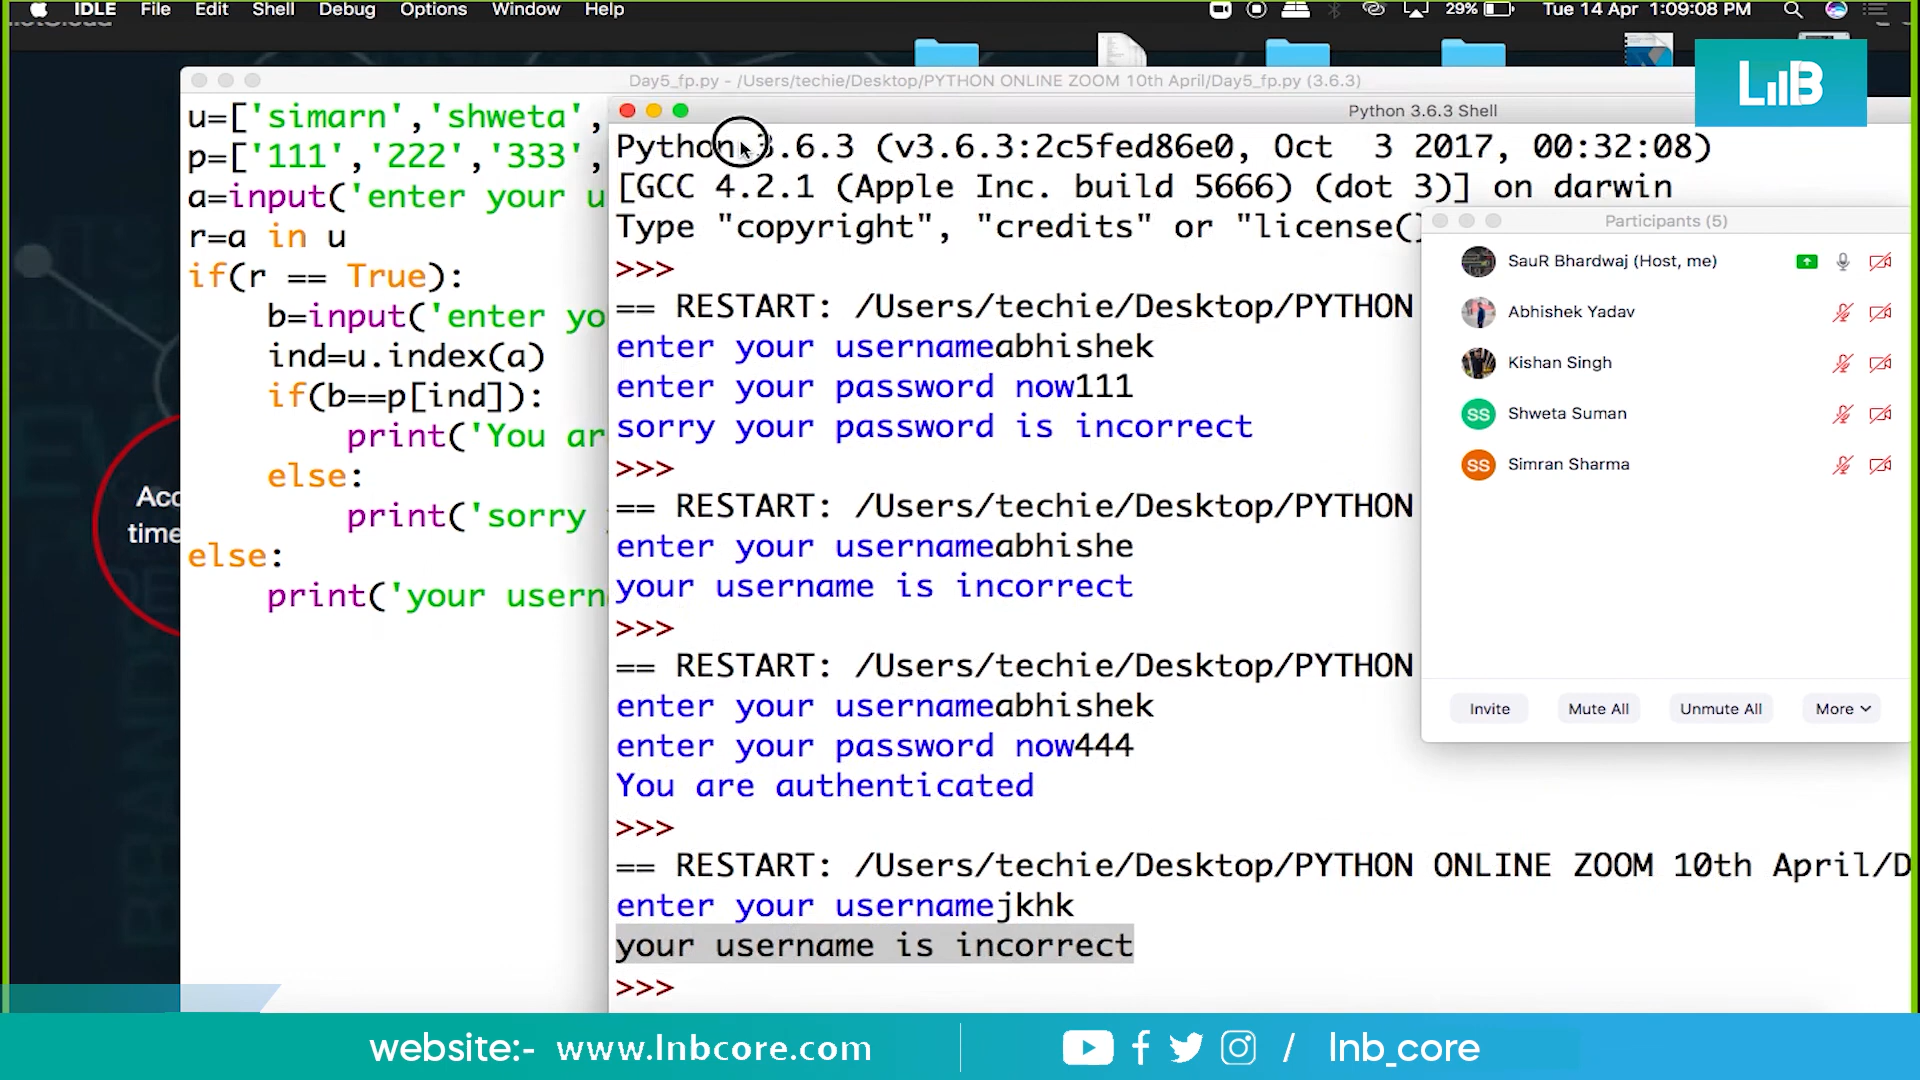 IDLE File Edit Shell Debug Options Window Help
29% Tue 14 Apr 1:09:08 PM
LnB
Day5_fp.py - /Users/techie/Desktop/PYTHON ONLINE ZOOM 10th April/Day5_fp.py (3.6.3)
u=['simarn','shweta',
p=['111','222','333',
a=input('enter your u
r=a in u
if(r == True):
b=input('enter yo
ind=u.index(a)
if(b==p[ind]):
print('You ar
else:
print('sorry
else:
print('your usern
Acc
time
Python 3.6.3 Shell
Python 3.6.3 (v3.6.3:2c5fed86e0, Oct 3 2017, 00:32:08)
[GCC 4.2.1 (Apple Inc. build 5666) (dot 3)] on darwin
Type "copyright", "credits" or "license()
>>>
== RESTART: /Users/techie/Desktop/PYTHON
enter your usernameabhishek
enter your password now111
sorry your password is incorrect
>>>
== RESTART: /Users/techie/Desktop/PYTHON
enter your usernameabhishe
your username is incorrect
>>>
== RESTART: /Users/techie/Desktop/PYTHON
enter your usernameabhishek
enter your password now444
You are authenticated
>>>
== RESTART: /Users/techie/Desktop/PYTHON ONLINE ZOOM 10th April/D
enter your usernamejkhk
your username is incorrect
>>>
Participants (5)
SauR Bhardwaj (Host, me)
Abhishek Yadav
Kishan Singh
SS Shweta Suman
SS Simran Sharma
Invite Mute All Unmute All More
website:- www.lnbcore.com / lnb_core